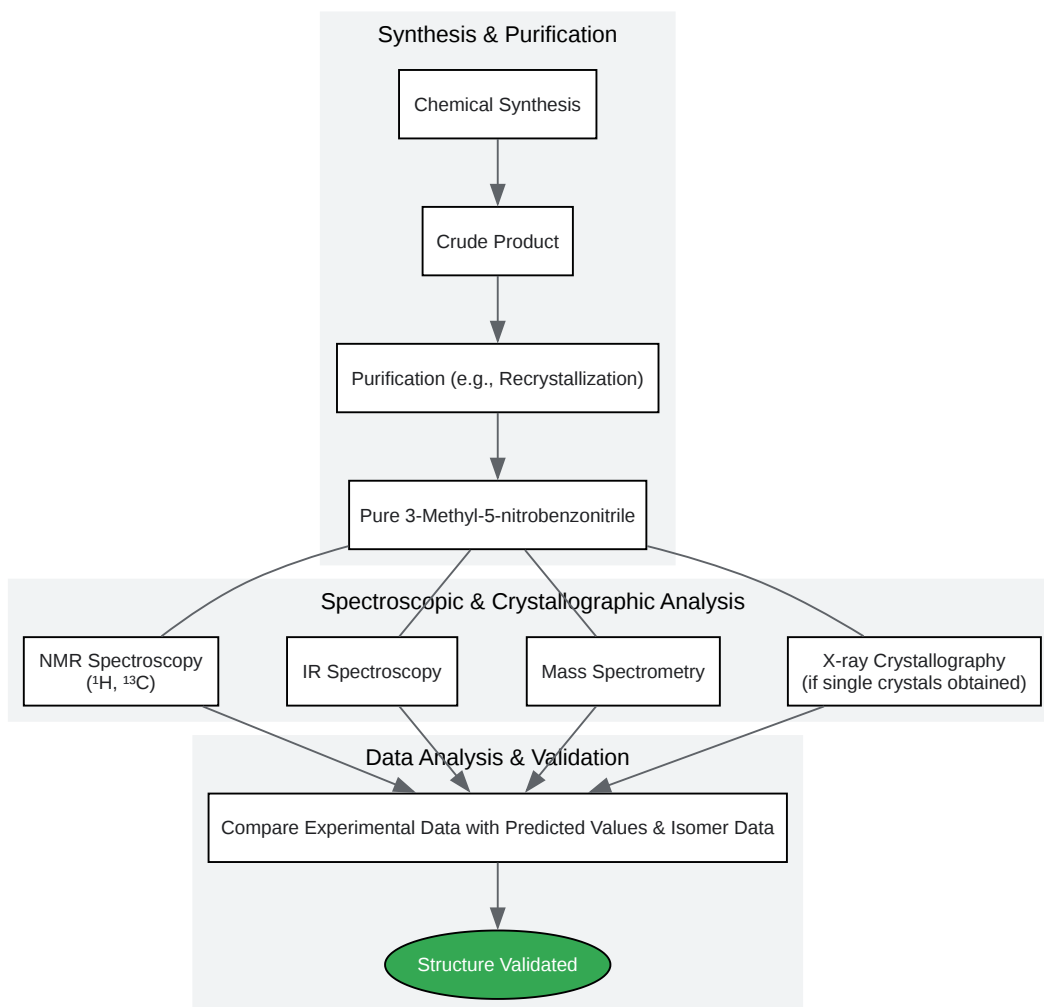 Synthesis & Purification
Chemical Synthesis
Crude Product
Purification (e.g., Recrystallization)
Pure 3-Methyl-5-nitrobenzonitrile
Spectroscopic & Crystallographic Analysis
NMR Spectroscopy
(¹H, ¹³C)
IR Spectroscopy
Mass Spectrometry
X-ray Crystallography
(if single crystals obtained)
Data Analysis & Validation
Compare Experimental Data with Predicted Values & Isomer Data
Structure Validated